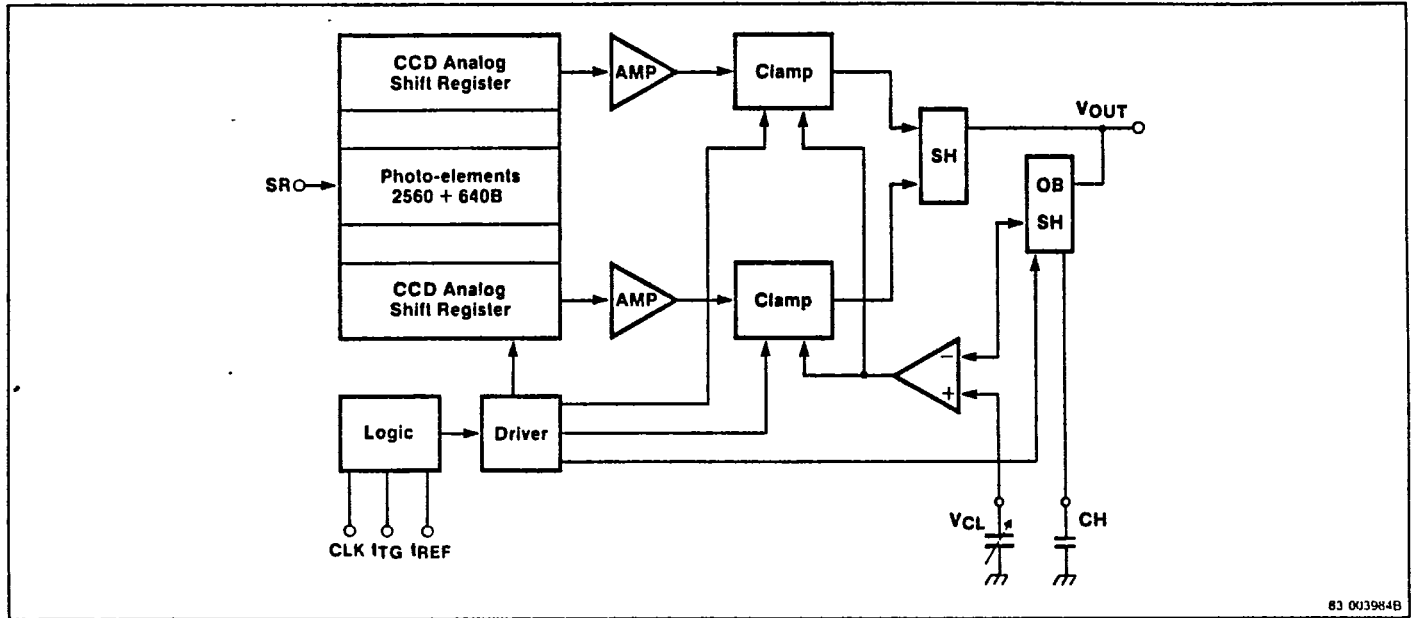 CCD Analog
Shift Register
AMP
Clamp
VOUT
SH
SR
Photo-elements
2560 + 640B
OB
SH
CCD Analog
Shift Register
AMP
Clamp
−
+
Logic
Driver
VCL
CH
CLK tTG tREF
83 003984B